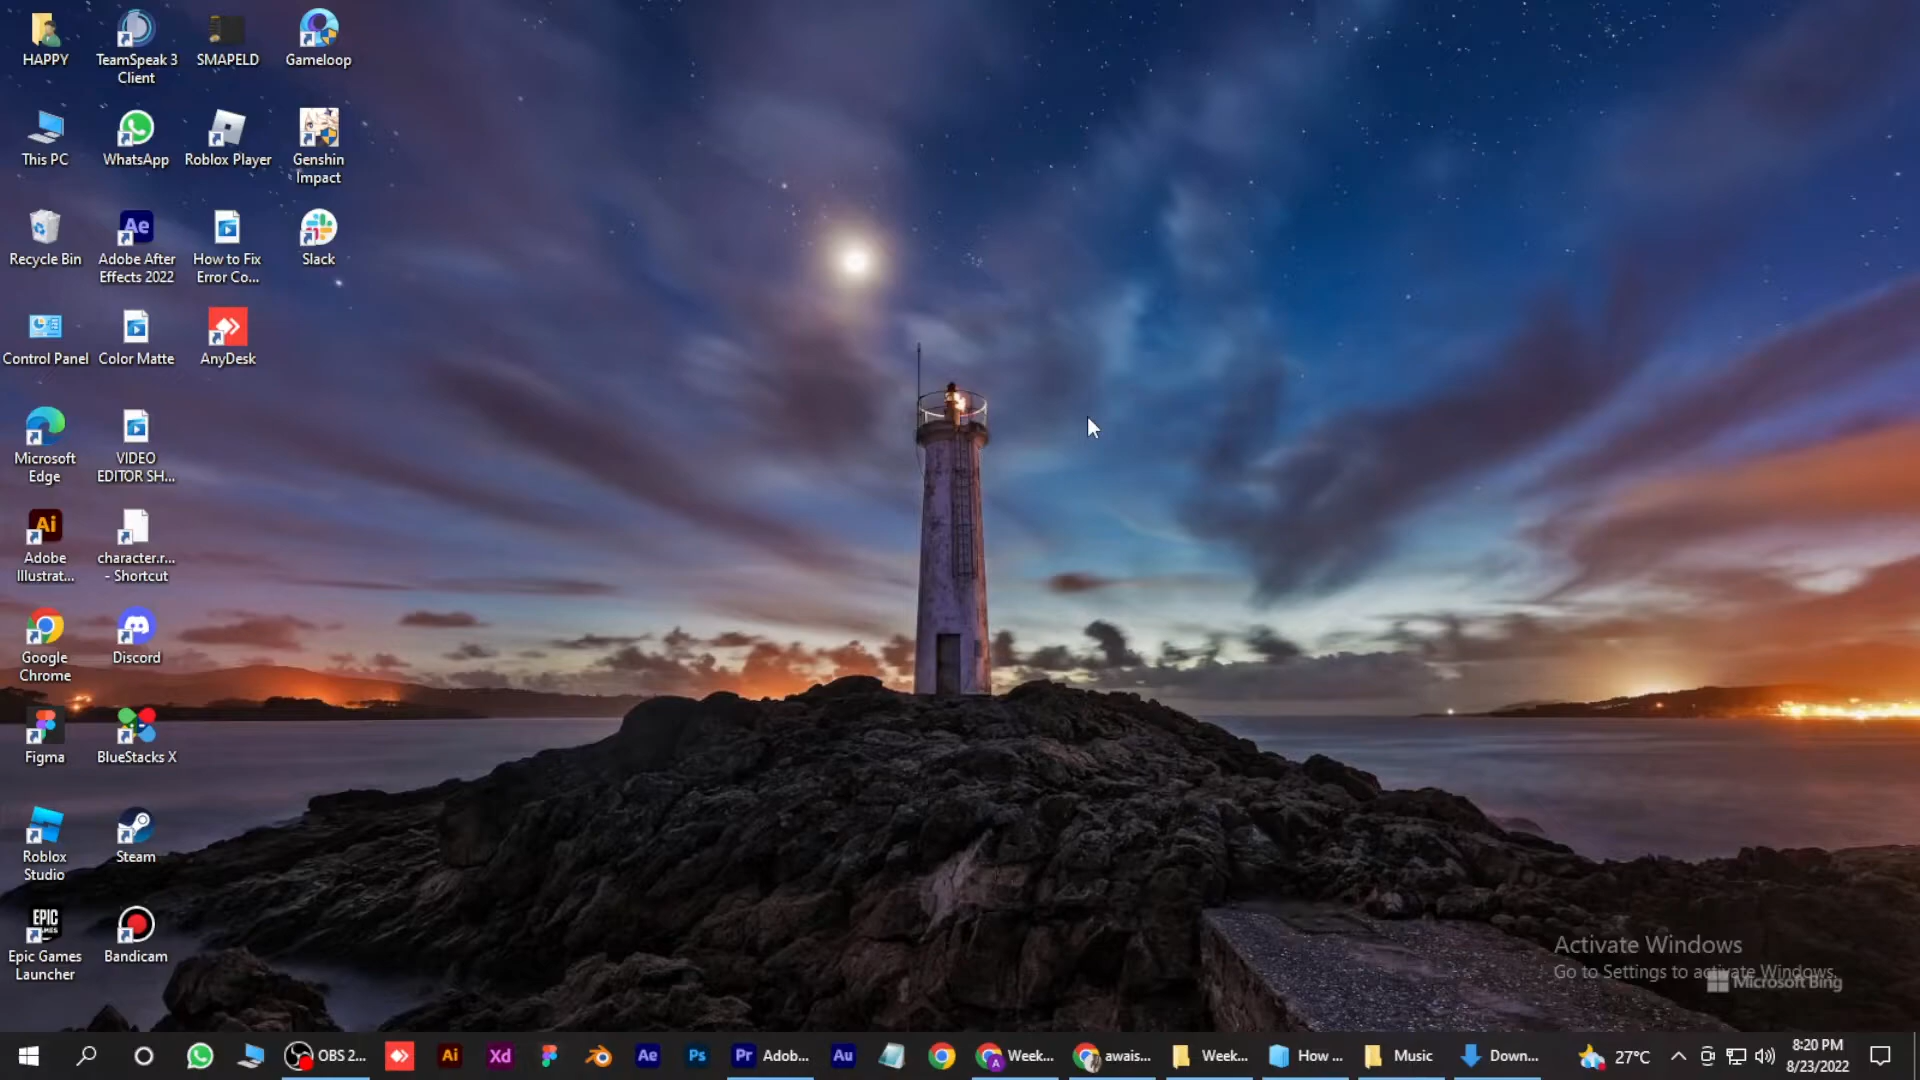 HAPPY
TeamSpeak 3
Client
SMAPELD
Gameloop
This PC
WhatsApp
Roblox Player
Genshin
Impact
Recycle Bin
Ae
Adobe After
Effects 2022
How to Fix
Error Co...
Slack
Control Panel
Color Matte
AnyDesk
Microsoft
Edge
VIDEO
EDITOR SH...
Ai
Adobe
Illustrat...
character.r...
- Shortcut
Google
Chrome
Discord
Figma
BlueStacks X
Roblox
Studio
Steam
EPIC
GAMES
Epic Games
Launcher
Bandicam
Activate Windows
Go to Settings to activate Windows.
Microsoft Bing
OBS 2...
Ai
Xd
Ae
Ps
Pr
Adob...
Au
A
Week...
awais...
Week...
How ...
Music
Down...
27°C
8:20 PM
8/23/2022